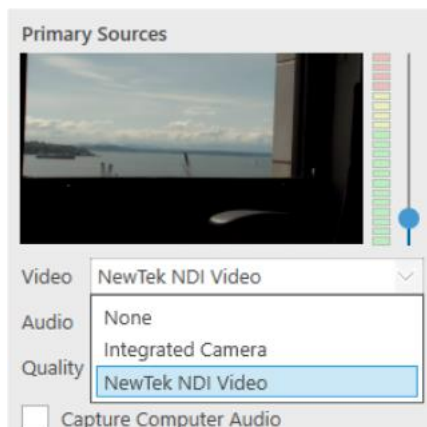 Primary Sources
Video NewTek NDI Video
Audio None
Integrated Camera
Quality NewTek NDI Video
Capture Computer Audio